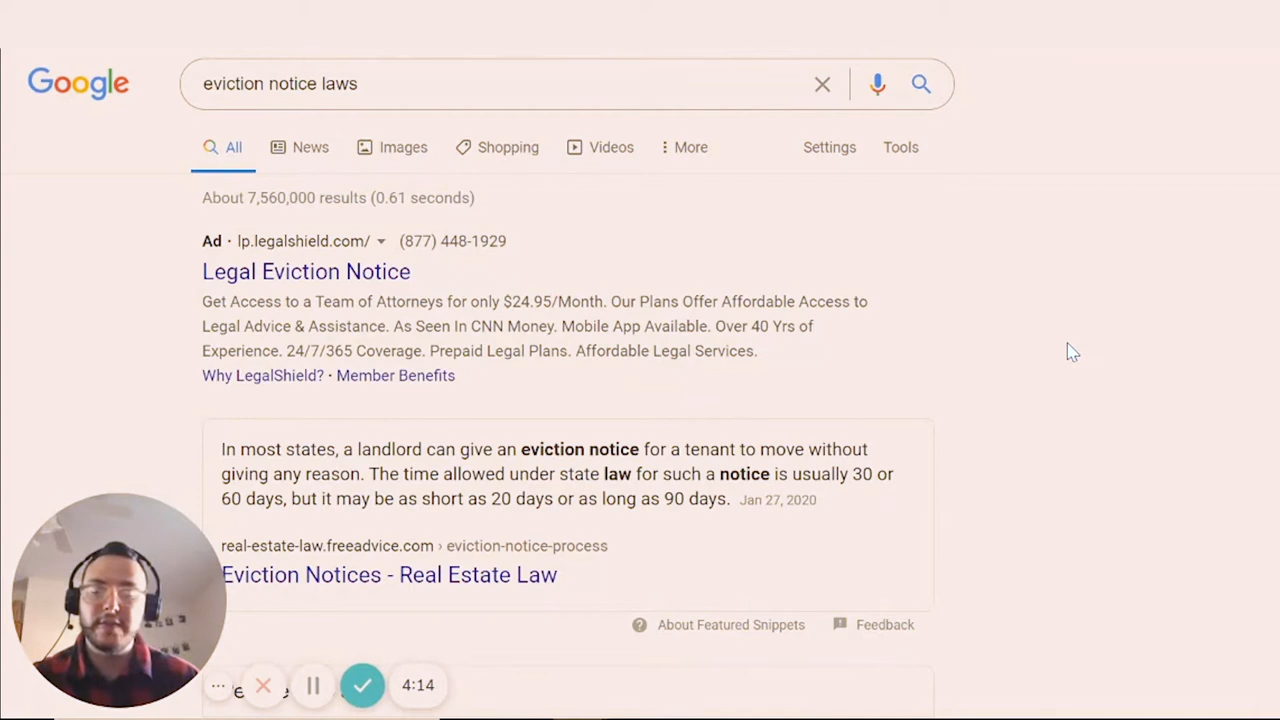 Google
eviction notice laws
All News Images Shopping Videos More Settings Tools
About 7,560,000 results (0.61 seconds)
Ad · lp.legalshield.com/ (877) 448-1929
Legal Eviction Notice
Get Access to a Team of Attorneys for only $24.95/Month. Our Plans Offer Affordable Access to
Legal Advice & Assistance. As Seen In CNN Money. Mobile App Available. Over 40 Yrs of
Experience. 24/7/365 Coverage. Prepaid Legal Plans. Affordable Legal Services.
Why LegalShield? · Member Benefits
In most states, a landlord can give an eviction notice for a tenant to move without
giving any reason. The time allowed under state law for such a notice is usually 30 or
60 days, but it may be as short as 20 days or as long as 90 days. Jan 27, 2020
real-estate-law.freeadvice.com › eviction-notice-process
Eviction Notices - Real Estate Law
About Featured Snippets Feedback
4:14